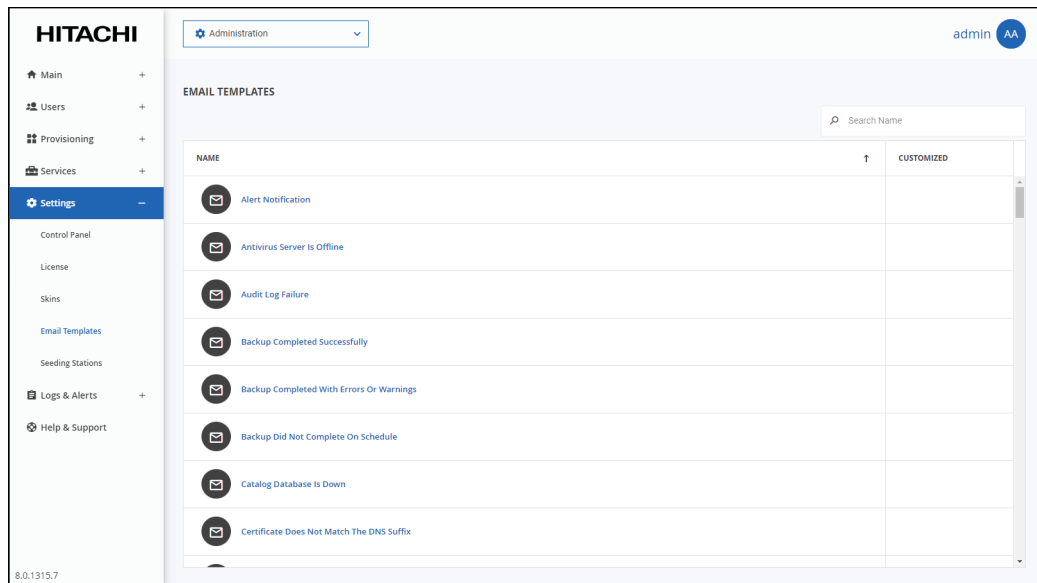 HITACHI
Administration
admin AA
Main
Users
Provisioning
Services
Settings
Control Panel
License
Skins
Email Templates
Seeding Stations
Logs & Alerts
Help & Support
8.0.1315.7
EMAIL TEMPLATES
Search Name
NAME CUSTOMIZED
Alert Notification
Antivirus Server Is Offline
Audit Log Failure
Backup Completed Successfully
Backup Completed With Errors Or Warnings
Backup Did Not Complete On Schedule
Catalog Database Is Down
Certificate Does Not Match The DNS Suffix